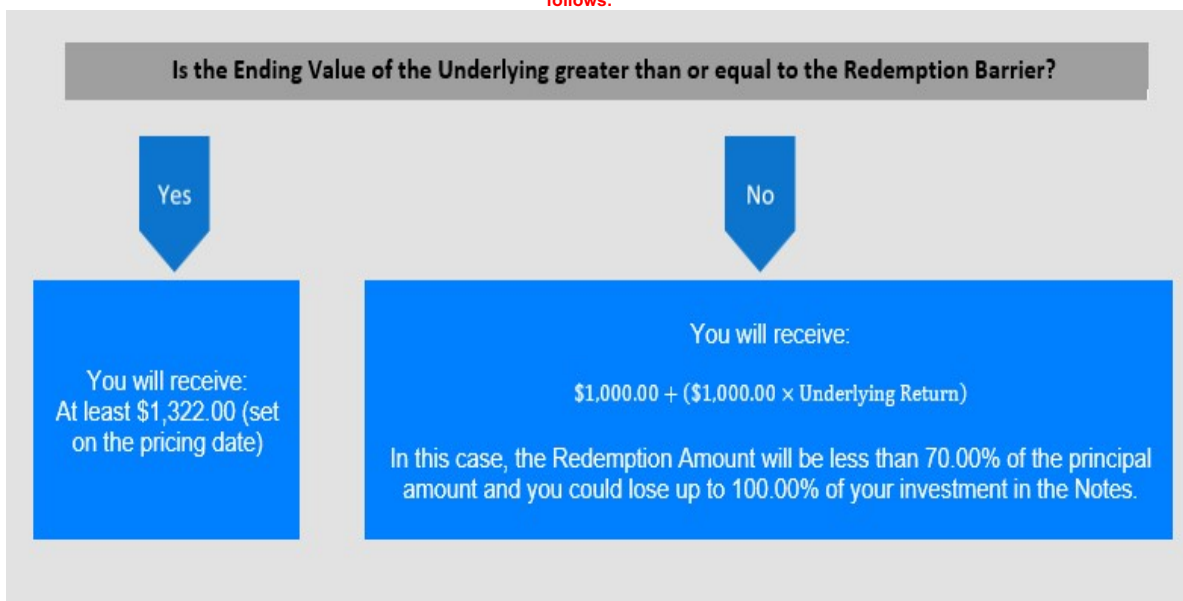 follows:
Is the Ending Value of the Underlying greater than or equal to the Redemption Barrier?
Yes
No
You will receive:
At least $1,322.00 (set
on the pricing date)
You will receive:
$1,000.00 + ($1,000.00 × Underlying Return)
In this case, the Redemption Amount will be less than 70.00% of the principal
amount and you could lose up to 100.00% of your investment in the Notes.